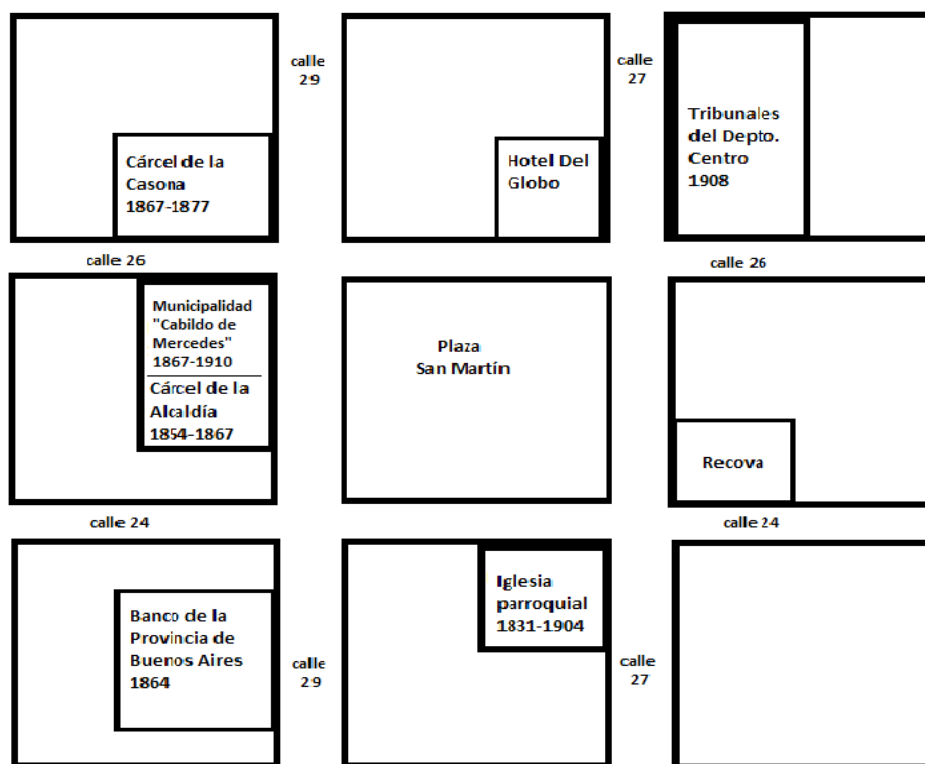 calle
29
calle
27
Cárcel de la
Casona
1867-1877
Hotel Del
Globo
Tribunales
del Depto.
Centro
1908
calle 26
calle 26
Municipalidad
"Cabildo de
Mercedes"
1867-1910
Cárcel de la
Alcaldía
1854-1867
Plaza
San Martín
Recova
calle 24
calle 24
Banco de la
Provincia de
Buenos Aires
1864
Iglesia
parroquial
1831-1904
calle
29
calle
27